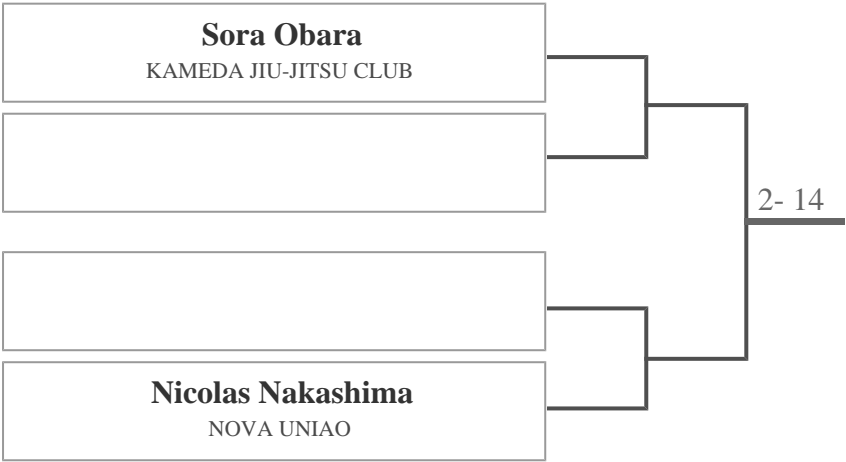 Sora Obara
KAMEDA JIU-JITSU CLUB
2- 14
Nicolas Nakashima
NOVA UNIAO